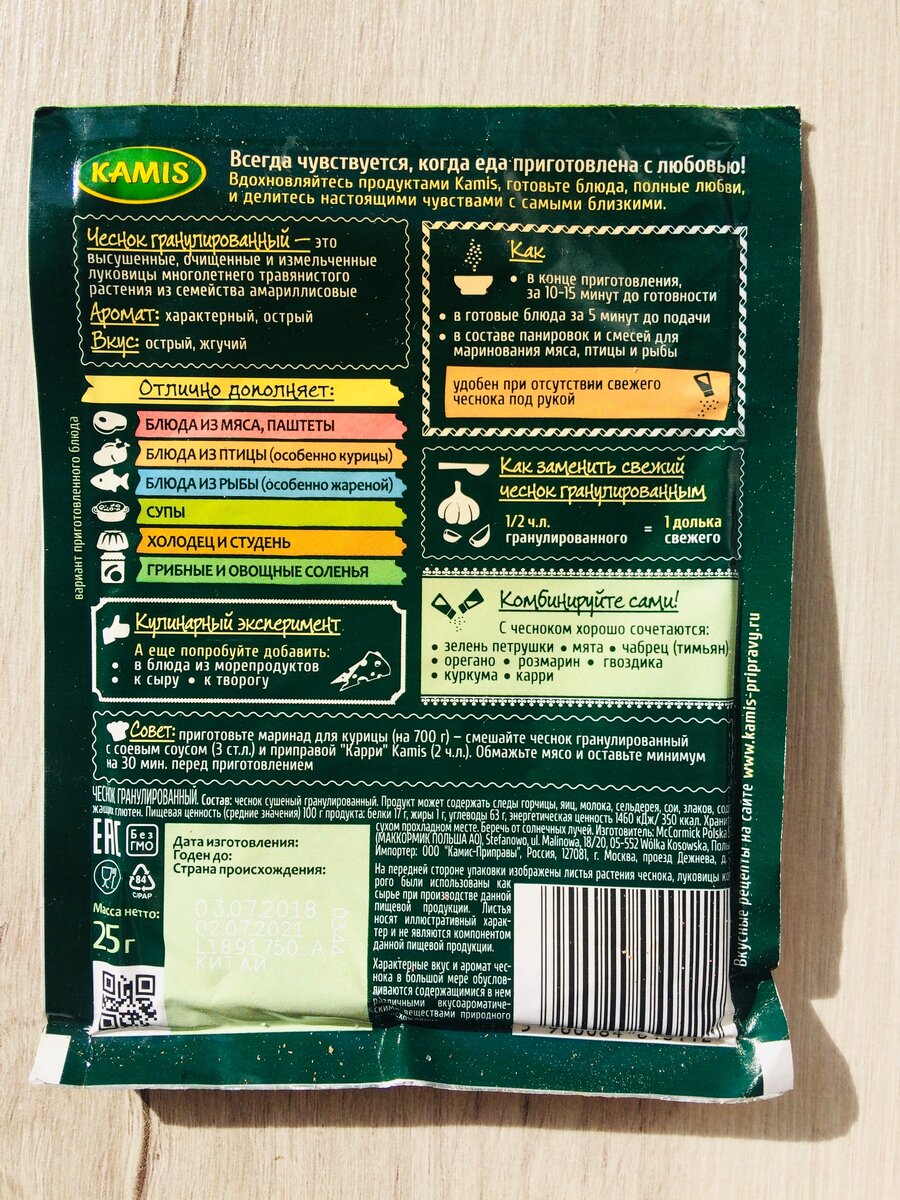 KAMIS
Всегда чувствуется, когда еда приготовлена с любовью!
Вдохновляйтесь продуктами Kamis, готовьте блюда, полные любви,
и делитесь настоящими чувствами с самыми близкими.
Чеснок гранулированный — это
высушенные, очищенные и измельченные
луковицы многолетнего травянистого
растения из семейства амариллисовые
Аромат: характерный, острый
Вкус: острый, жгучий
Отлично дополняет:
БЛЮДА ИЗ МЯСА, ПАШТЕТЫ
БЛЮДА ИЗ ПТИЦЫ (особенно курицы)
БЛЮДА ИЗ РЫБЫ (особенно жареной)
СУПЫ
ХОЛОДЕЦ И СТУДЕНЬ
ГРИБНЫЕ И ОВОЩНЫЕ СОЛЕНЬЯ
вариант приготовленного блюда
Кулинарный эксперимент
А еще попробуйте добавить:
• в блюда из морепродуктов
• к сыру • к творогу
Как
• в конце приготовления,
за 10-15 минут до готовности
• в готовые блюда за 5 минут до подачи
• в составе панировок и смесей для
маринования мяса, птицы и рыбы
удобен при отсутствии свежего
чеснока под рукой
Как заменить свежий
чеснок гранулированным
1/2 ч.л. = 1 долька
гранулированного свежего
Комбинируйте сами!
С чесноком хорошо сочетаются:
• зелень петрушки • мята • чабрец (тимьян)
• орегано • розмарин • гвоздика
• куркума • карри
Совет: приготовьте маринад для курицы (на 700 г) – смешайте чеснок гранулированный
с соевым соусом (3 ст.л.) и приправой "Карри" Kamis (2 ч.л.). Обмажьте мясо и оставьте минимум
на 30 мин. перед приготовлением
ЧЕСНОК ГРАНУЛИРОВАННЫЙ. Состав: чеснок сушеный гранулированный. Продукт может содержать следы горчицы, яиц, молока, сельдерея, сои, злаков,
жащих глютен. Пищевая ценность (средние значения) 100 г продукта: белки 17 г, жиры 1 г, углеводы 63 г, энергетическая ценность 1460 кДж/ 350 ккал.
сухом прохладном месте. Беречь от солнечных лучей. Изготовитель: McCormick Polska
(МАККОРМИК ПОЛЬША АО), Stefanowo, ul. Malinowa, 18/20, 05-552 Wólka Kosowska,
Импортер: ООО "Камис-Приправы", Россия, 127081, г. Москва, проезд Дежнева,
На передней стороне упаковки изображены листья растения чеснока, луковицы
рого были использованы как
сырье при производстве данной
пищевой продукции. Листья
носят иллюстративный харак-
тер и не являются компонентом
данной пищевой продукции.
Характерные вкус и аромат чес-
нока в большой мере обуслов-
ливаются содержащимися в нем
различными вкусоароматиче-
скими веществами природного
EAC
Без
ГМО
84
C/PAP
Масса нетто:
25 г
Дата изготовления:
Годен до:
Страна происхождения:
03.07.2018
2021
891750 A
КИТАЙ
0344
Вкусные рецепты на сайте www.kamis-pripravy.ru